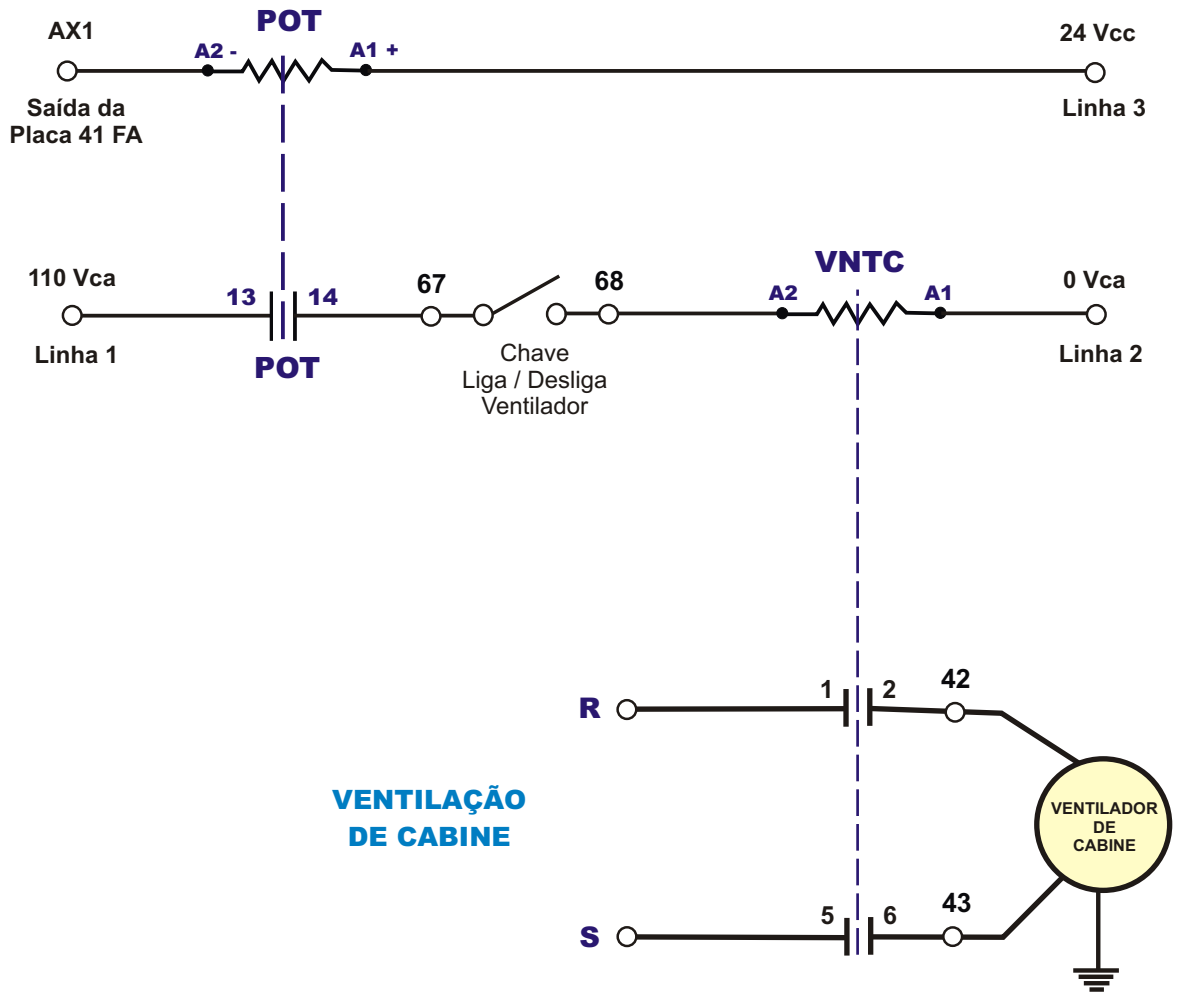 AX1
POT
A2 -
A1 +
24 Vcc
Saída da
Placa 41 FA
Linha 3
110 Vca
13
14
67
68
VNTC
A2
A1
0 Vca
Linha 1
POT
Chave
Liga / Desliga
Ventilador
Linha 2
R
1
2
42
VENTILAÇÃO
DE CABINE
VENTILADOR
DE
CABINE
S
5
6
43